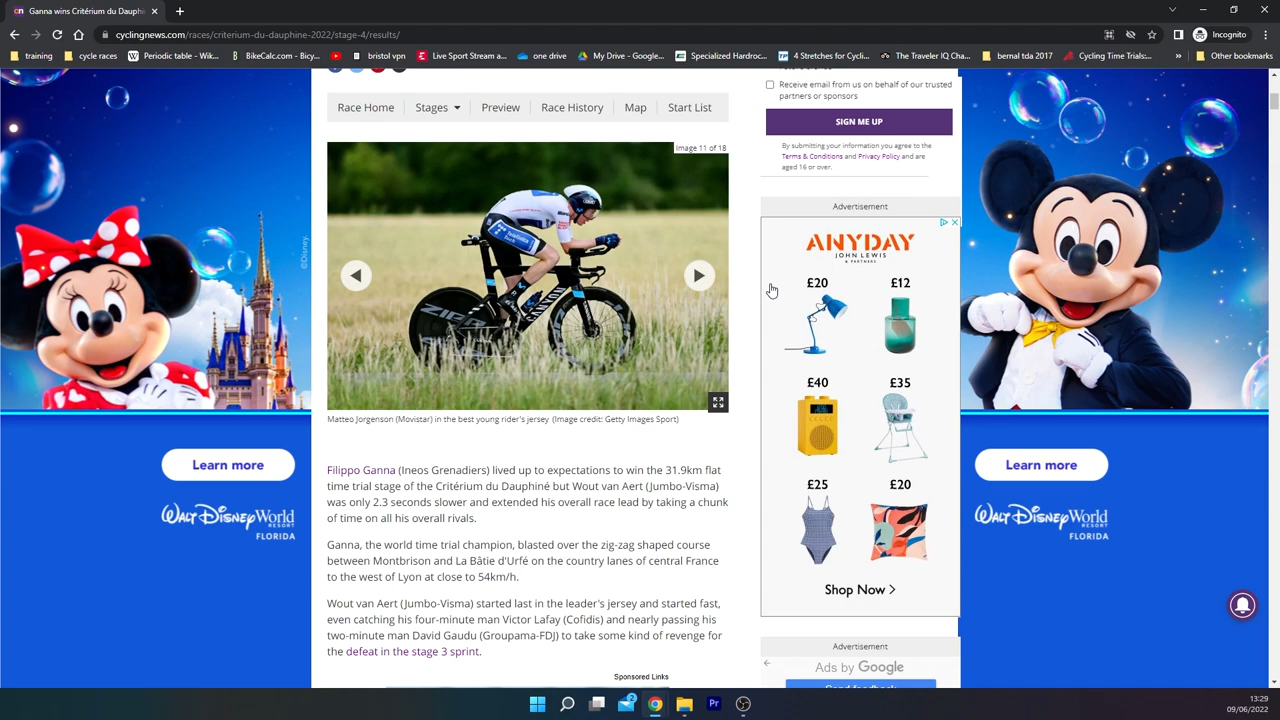 Ganna wins Critérium du Dauphi
cyclingnews.com/races/criterium-du-dauphine-2022/stage-4/results/
Incognito
training
cycle races
Periodic table - W...
BikeCalc.com - Bicy...
bristol vpn
Live Sport Stream a...
one drive
My Drive - Google...
Specialized Hardroc...
4 Stretches for Cycli...
The Traveler IQ Cha...
bernal tda 2017
Cycling Time Trials:...
Other bookmarks
Receive email from us on behalf of our trusted
partners or sponsors
SIGN ME UP
By submitting your information you agree to the
Terms & Conditions and Privacy Policy and are
aged 16 or over.
Race Home
Stages
Preview
Race History
Map
Start List
Image 11 of 18
Matteo Jorgenson (Movistar) in the best young rider's jersey (Image credit: Getty Images Sport)
Filippo Ganna (Ineos Grenadiers) lived up to expectations to win the 31.9km flat
time trial stage of the Critérium du Dauphiné but Wout van Aert (Jumbo-Visma)
was only 2.3 seconds slower and extended his overall race lead by taking a chunk
of time on all his overall rivals.
Ganna, the world time trial champion, blasted over the zig-zag shaped course
between Montbrison and La Bâtie d'Urfé on the country lanes of central France
to the west of Lyon at close to 54km/h.
Wout van Aert (Jumbo-Visma) started last in the leader's jersey and started fast,
even catching his four-minute man Victor Lafay (Cofidis) and nearly passing his
two-minute man David Gaudu (Groupama-FDJ) to take some kind of revenge for
the defeat in the stage 3 sprint.
Sponsored Links
Advertisement
ANYDAY
JOHN LEWIS
& PARTNERS
£20
£12
£40
£35
£25
£20
Shop Now >
Advertisement
Ads by Google
Send feedback
©Disney.
Learn more
Walt Disney World
RESORT
FLORIDA
Learn more
Walt Disney World
RESORT
FLORIDA
Telefónica
ZIPP
2
Pr
13:29
09/06/2022